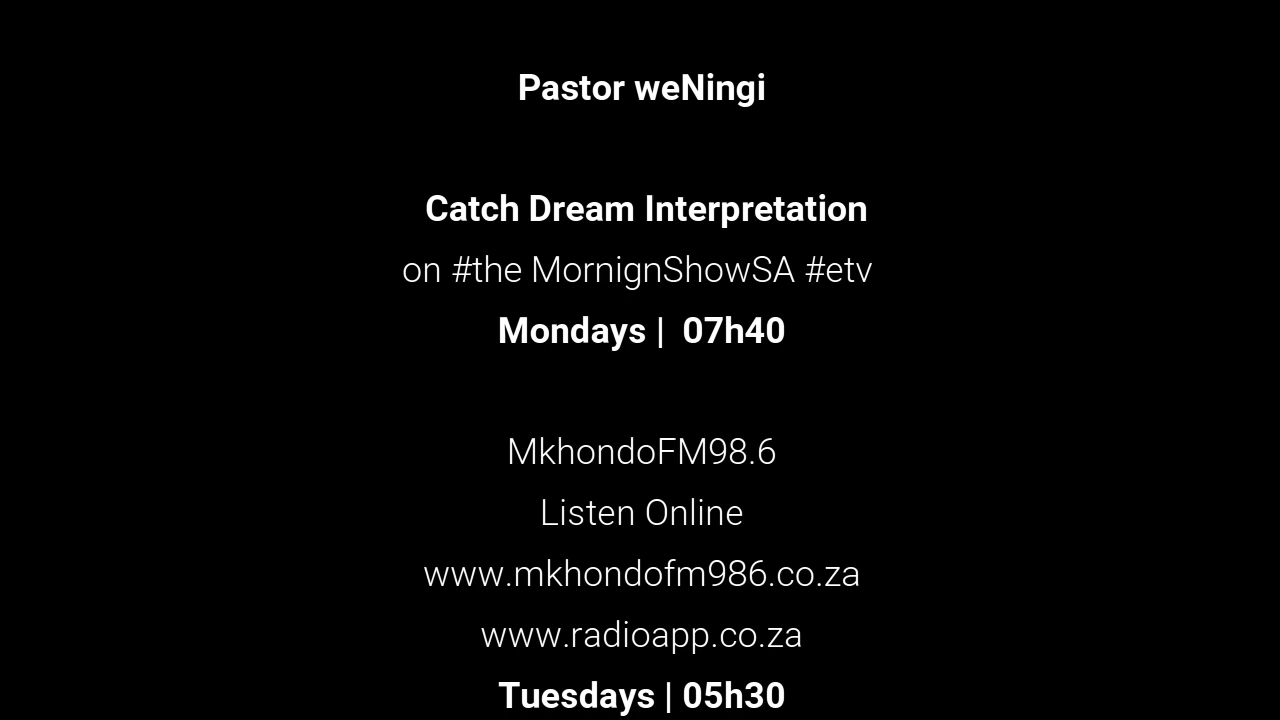 Pastor weNingi
Catch Dream Interpretation
on #the MornignShowSA #etv
Mondays |  07h40
MkhondoFM98.6
Listen Online
www.mkhondofm986.co.za
www.radioapp.co.za
Tuesdays | 05h30